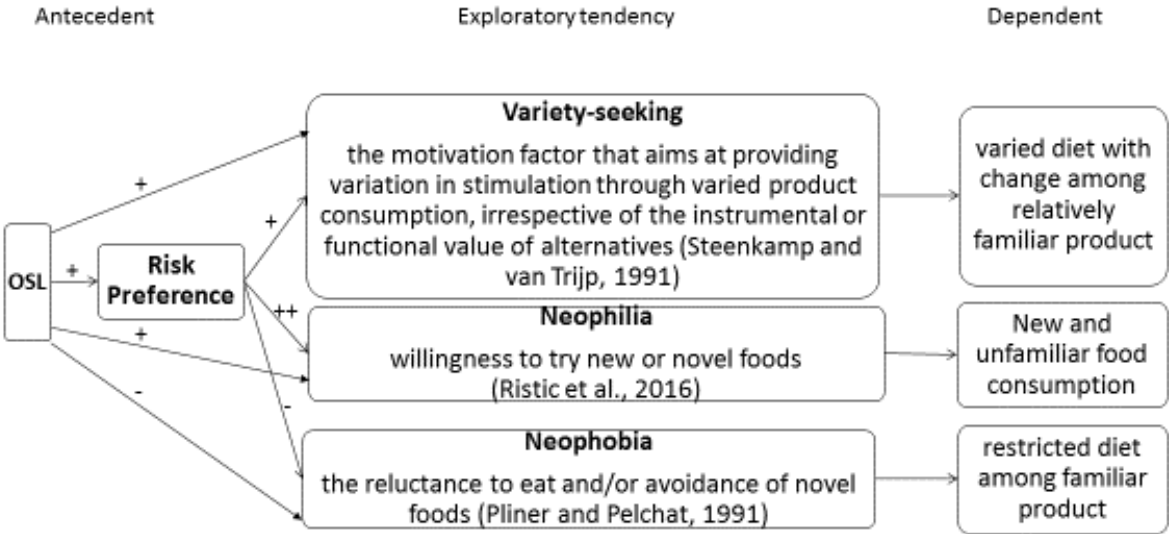 Antecedent
Exploratory tendency
Dependent
Variety-seeking
the motivation factor that aims at providing
variation in stimulation through varied product
consumption, irrespective of the instrumental or
functional value of alternatives (Steenkamp and
van Trijp, 1991)
varied diet with
change among
relatively
familiar product
+
+
OSL
+
Risk
Preference
++
+
-
-
Neophilia
willingness to try new or novel foods
(Ristic et al., 2016)
New and
unfamiliar food
consumption
Neophobia
the reluctance to eat and/or avoidance of novel
foods (Pliner and Pelchat, 1991)
restricted diet
among familiar
product